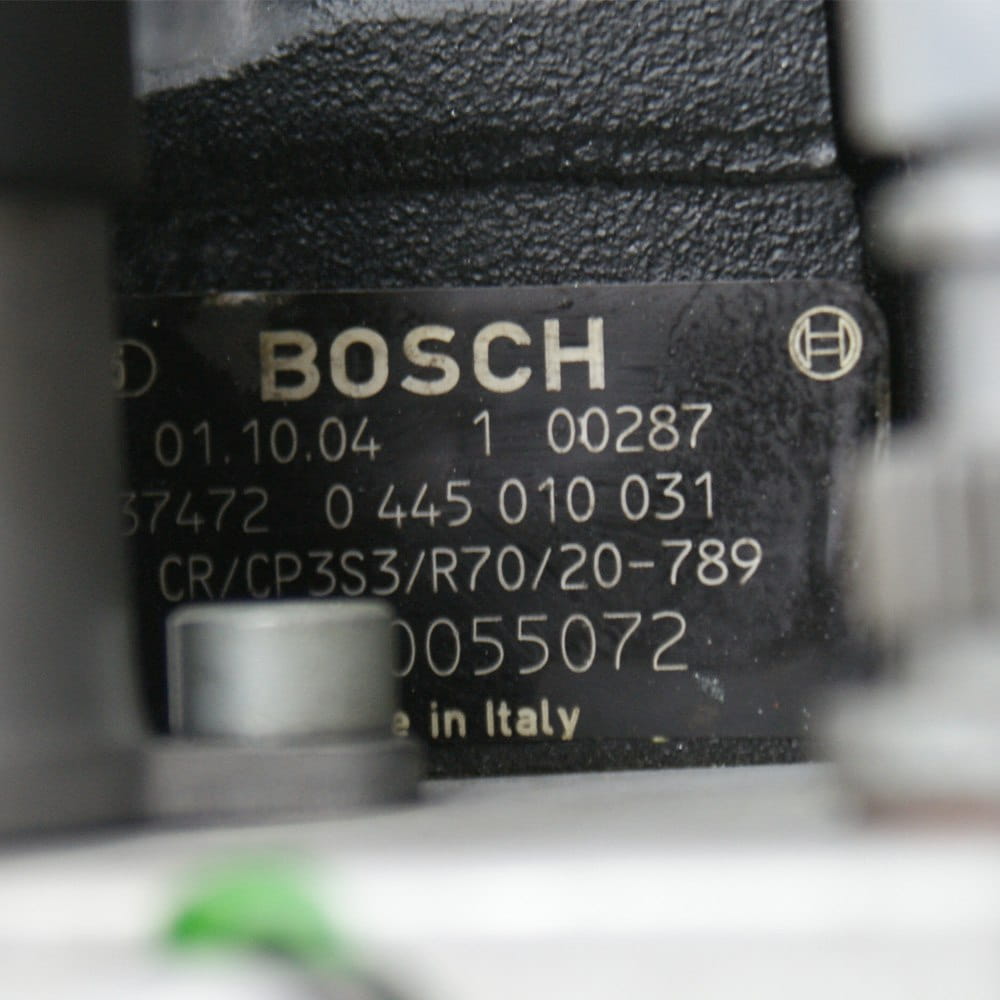 BOSCH
01.10.04 1 00287
37472 0 445 010 031
CR/CP3S3/R70/20-789
0055072
in Italy